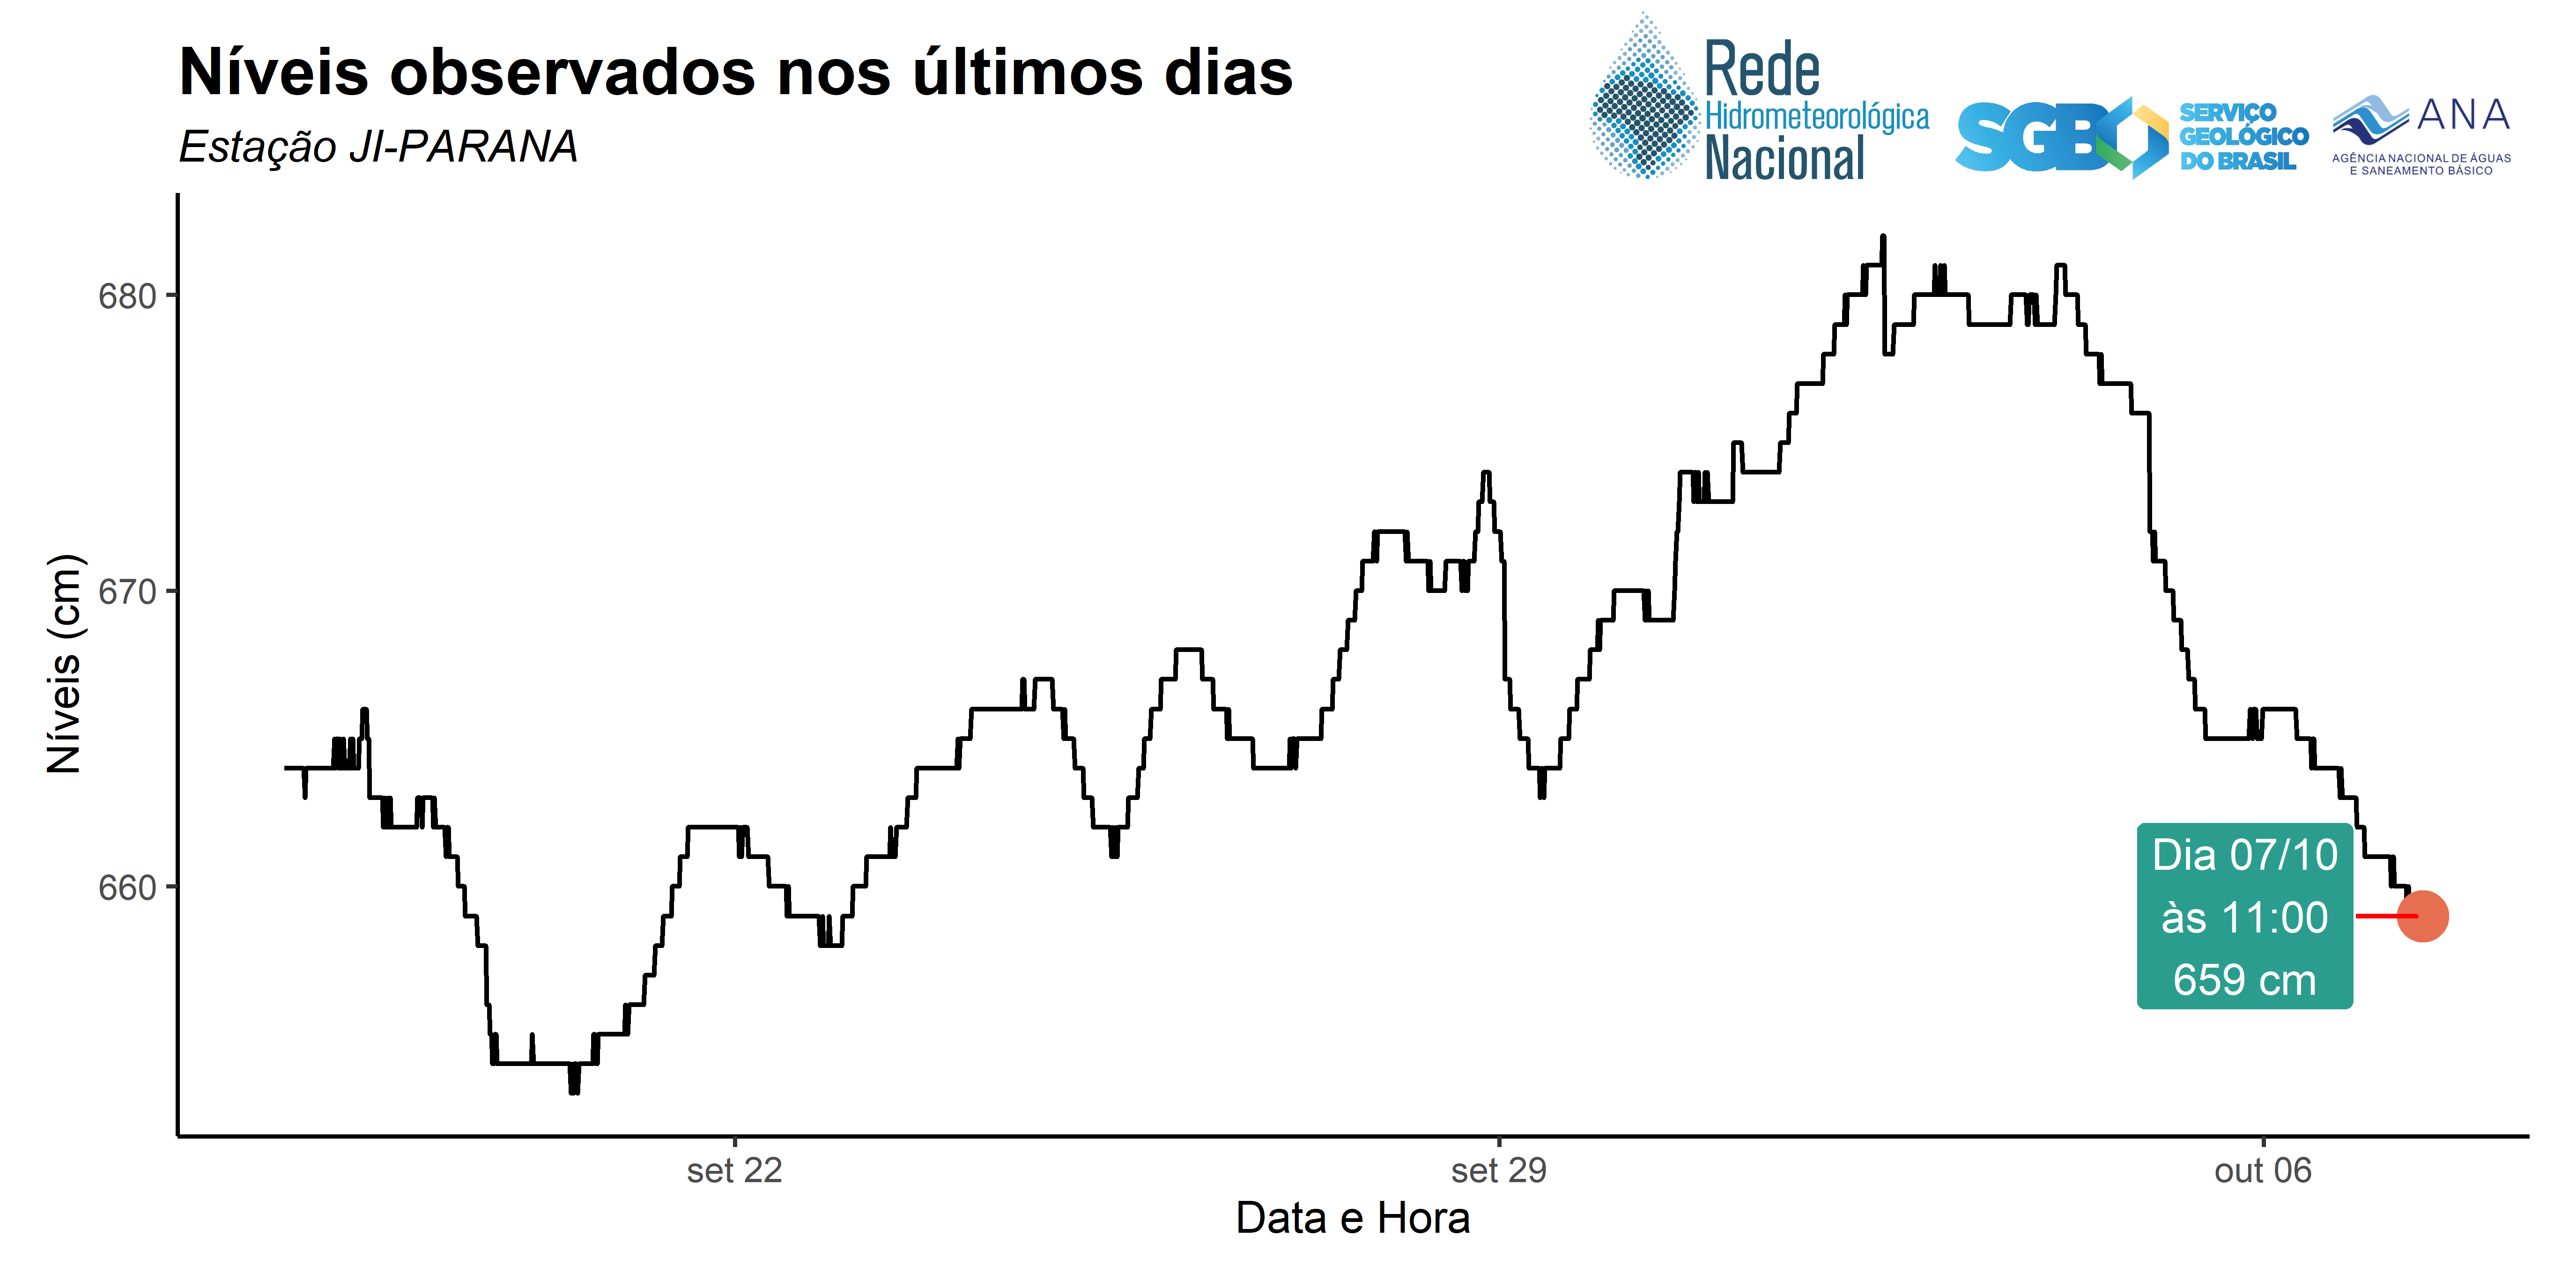 Níveis observados nos últimos dias
Estação JI-PARANA
Rede
Hidrometeorológica
Nacional
SGB
SERVIÇO
GEOLÓGICO
DO BRASIL
ANA
AGÊNCIA NACIONAL DE ÁGUAS
E SANEAMENTO BÁSICO
Níveis (cm)
680
670
660
Dia 07/10
às 11:00
659 cm
set 22
set 29
out 06
Data e Hora